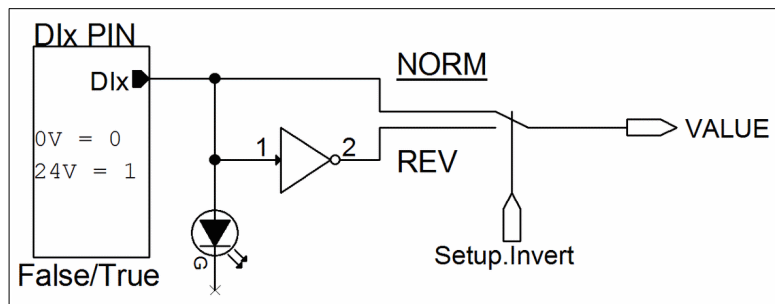 DIx PIN
DIx
NORM
0V = 0
24V = 1
1
2
REV
VALUE
G
Setup.Invert
False/True